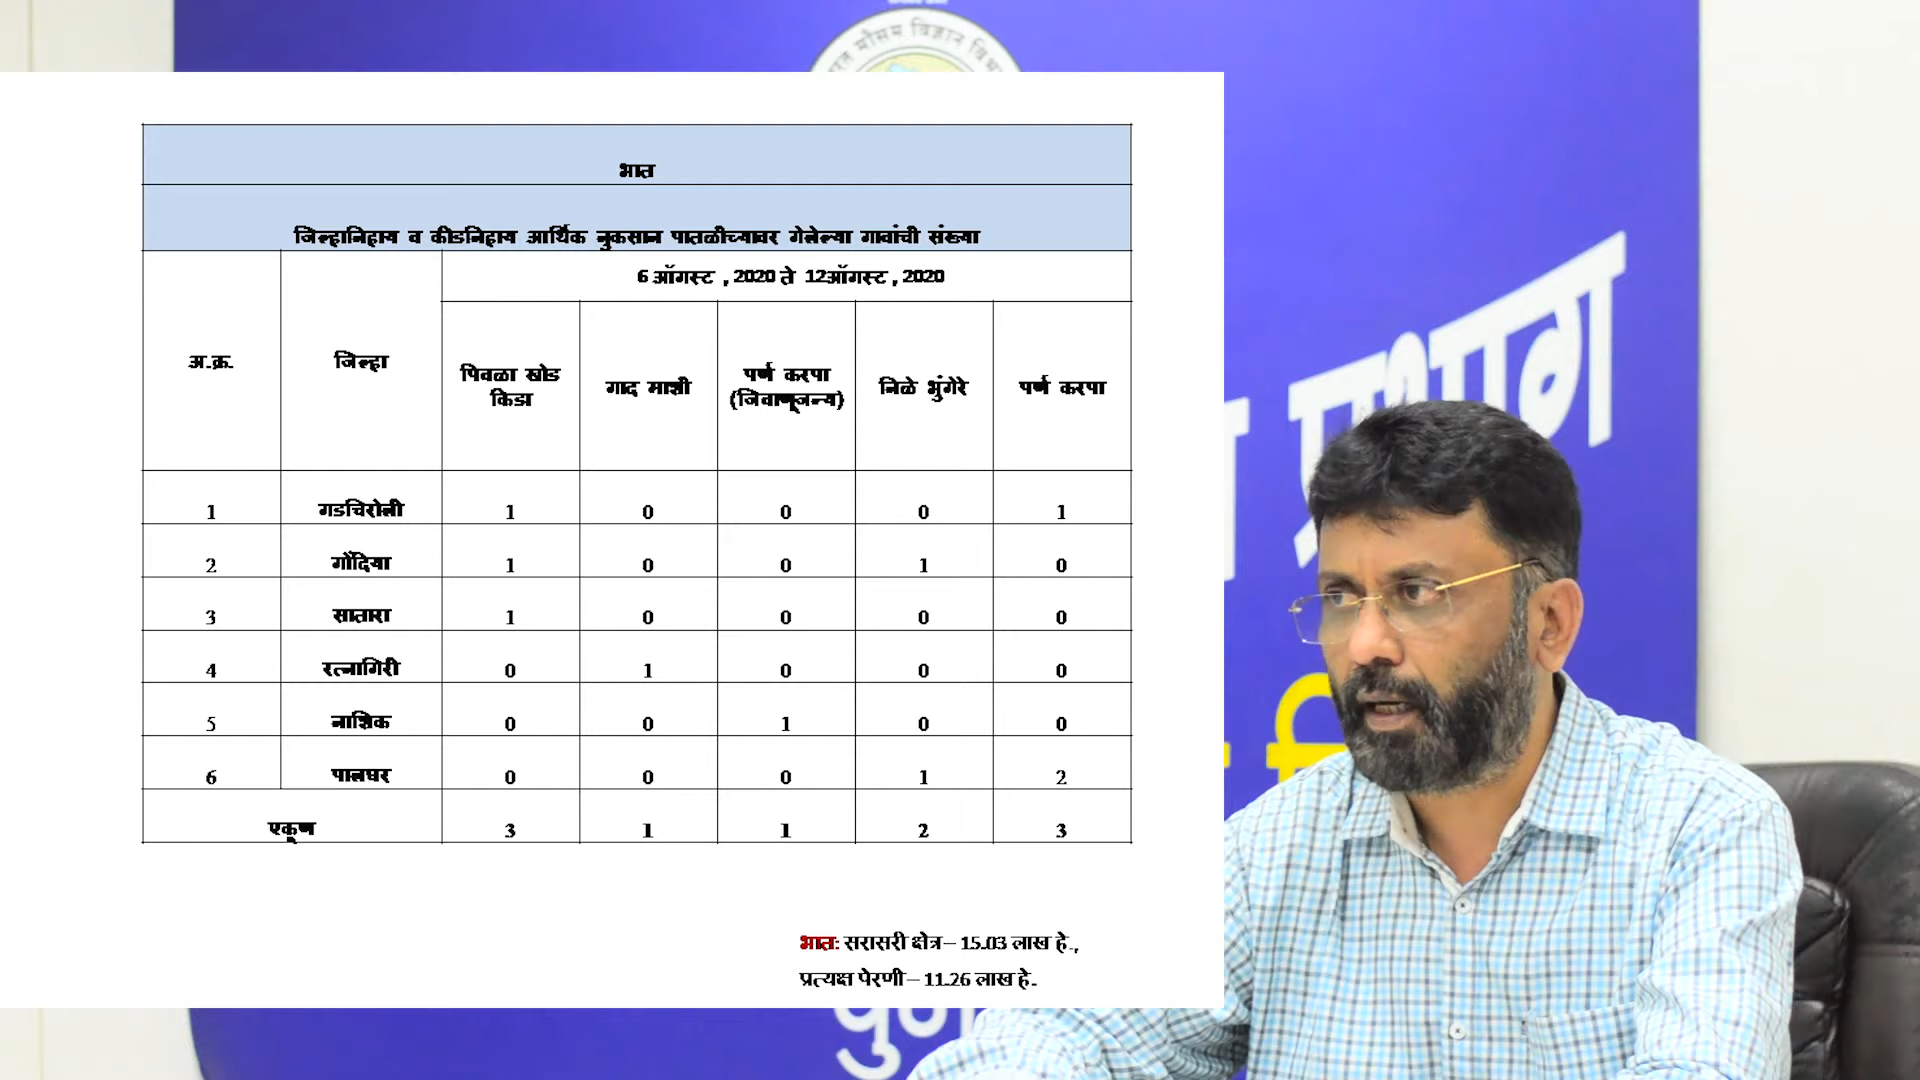 मौसम विज्ञान
भात
जिल्हानिहाय व कीडनिहाय आर्थिक नुकसान पातळीच्यावर गेलेल्या गावांची संख्या
6 ऑगस्ट , 2020 ते 12ऑगस्ट , 2020
अ.क्र. जिल्हा पिवळा खोड किडा गाद माशी पर्ण करपा (जिवाणूजन्य) निळे भुंगेरे पर्ण करपा
1 गडचिरोली 1 0 0 0 1
2 गोंदिया 1 0 0 1 0
3 सातारा 1 0 0 0 0
4 रत्नागिरी 0 1 0 0 0
5 नाशिक 0 0 1 0 0
6 पालघर 0 0 0 1 2
एकूण 3 1 1 2 3
भात: सरासरी क्षेत्र – 15.03 लाख हे.,
प्रत्यक्ष पेरणी – 11.26 लाख हे.